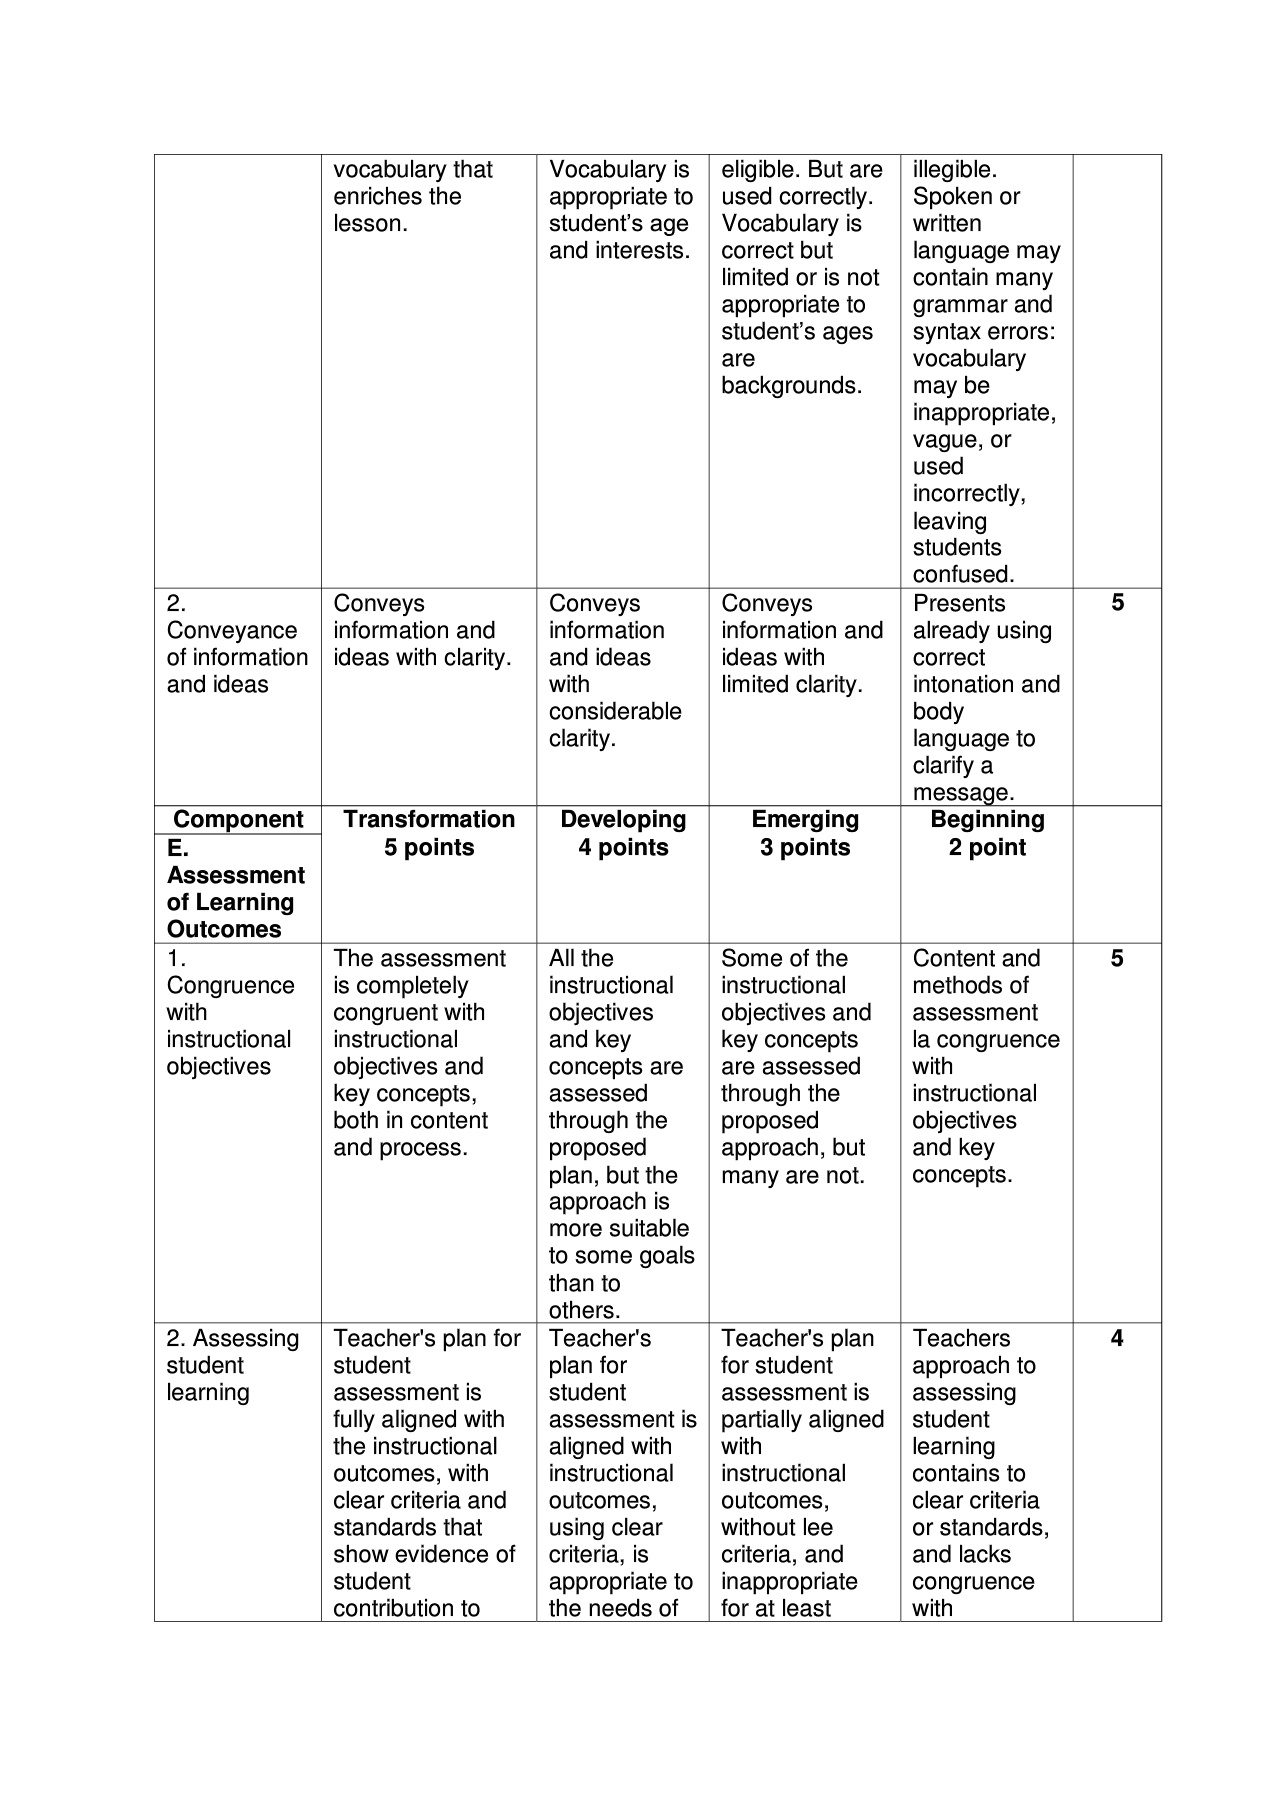 vocabulary that
enriches the
lesson.
Vocabulary is
appropriate to
student’s age
and interests.
eligible. But are
used correctly.
Vocabulary is
correct but
limited or is not
appropriate to
student’s ages
are
backgrounds.
illegible.
Spoken or
written
language may
contain many
grammar and
syntax errors:
vocabulary
may be
inappropriate,
vague, or
used
incorrectly,
leaving
students
confused.
2.
Conveyance
of information
and ideas
Conveys
information and
ideas with clarity.
Conveys
information
and ideas
with
considerable
clarity.
Conveys
information and
ideas with
limited clarity.
Presents
already using
correct
intonation and
body
language to
clarify a
message.
5
Component
E.
Assessment
of Learning
Outcomes
Transformation
5 points
Developing
4 points
Emerging
3 points
Beginning
2 point
1.
Congruence
with
instructional
objectives
The assessment
is completely
congruent with
instructional
objectives and
key concepts,
both in content
and process.
All the
instructional
objectives
and key
concepts are
assessed
through the
proposed
plan, but the
approach is
more suitable
to some goals
than to
others.
Some of the
instructional
objectives and
key concepts
are assessed
through the
proposed
approach, but
many are not.
Content and
methods of
assessment
la congruence
with
instructional
objectives
and key
concepts.
5
2. Assessing
student
learning
Teacher's plan for
student
assessment is
fully aligned with
the instructional
outcomes, with
clear criteria and
standards that
show evidence of
student
contribution to
Teacher's
plan for
student
assessment is
aligned with
instructional
outcomes,
using clear
criteria, is
appropriate to
the needs of
Teacher's plan
for student
assessment is
partially aligned
with
instructional
outcomes,
without lee
criteria, and
inappropriate
for at least
Teachers
approach to
assessing
student
learning
contains to
clear criteria
or standards,
and lacks
congruence
with
4